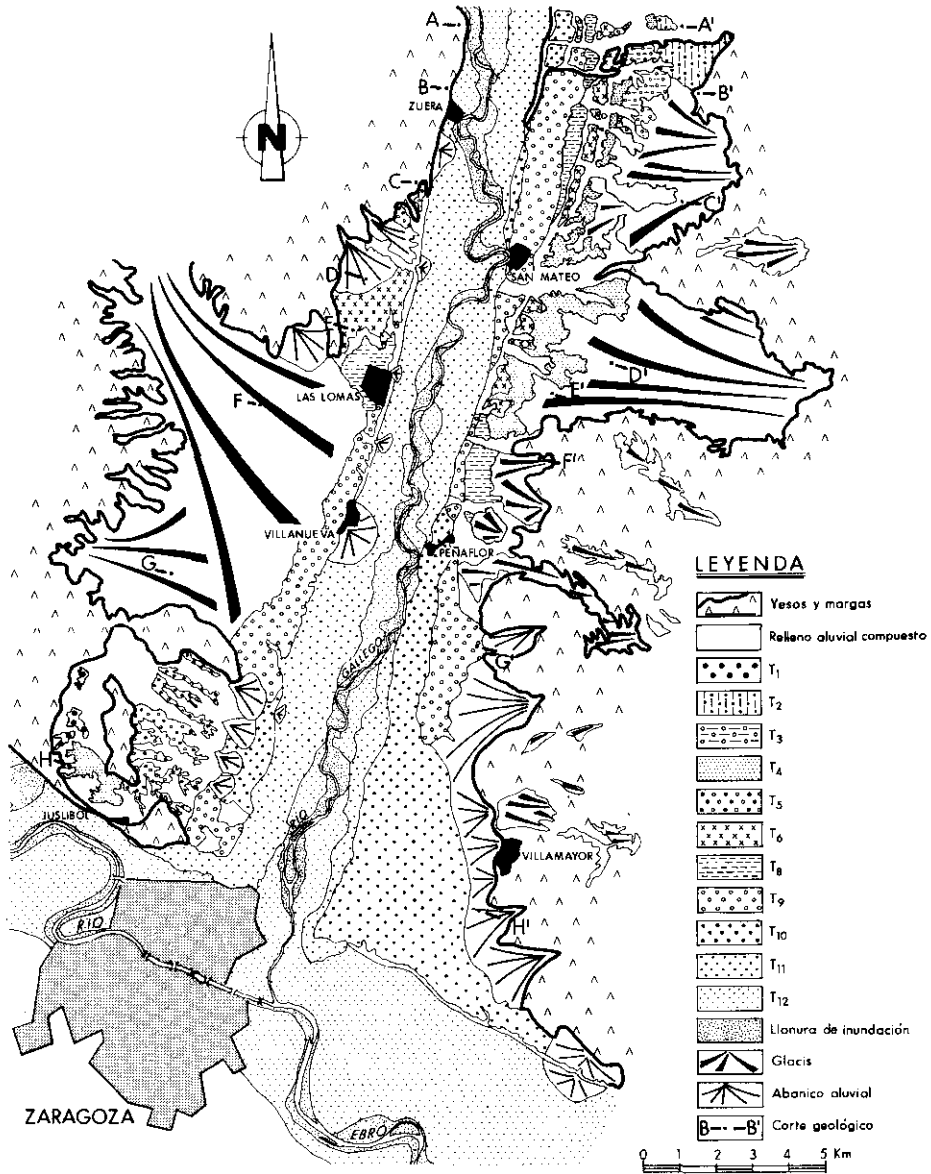 A
A'
B
B'
ZUERA
N
C
C'
SAN MATEO
D
D'
E
E'
LAS LOMAS
F
F'
VILLANUEVA
PEÑAFLOR
G
G'
RIO GALLEGO
H
JUSLIBOL
VILLAMAYOR
H'
RIO
EBRO
ZARAGOZA
LEYENDA
Yesos y margas
Relleno aluvial compuesto
T1
T2
T3
T4
T5
T6
T8
T9
T10
T11
T12
Llanura de inundación
Glacis
Abanico aluvial
B B' Corte geológico
0 1 2 3 4 5 Km